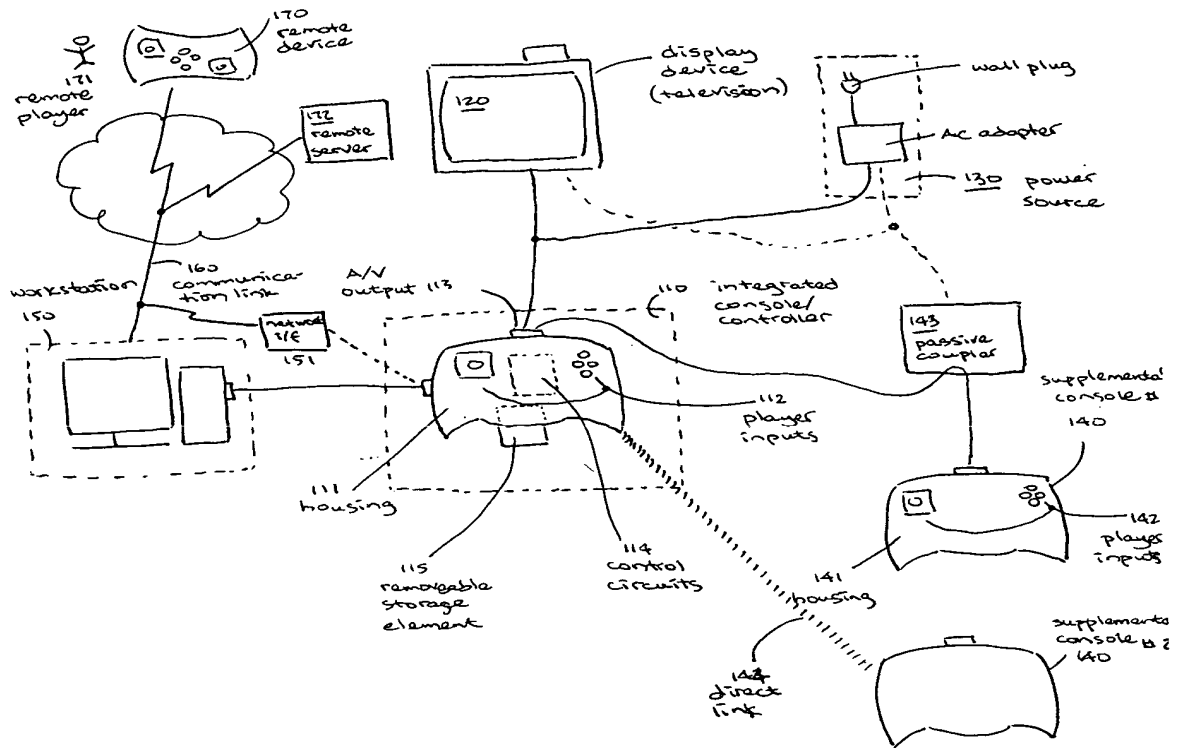 170
remote
device
171
remote
player
172
remote
server
120
display
device
(television)
wall plug
AC adapter
130 power
source
160
communica-
tion link
workstation
150
network
I/F
151
A/V
output 113
110 integrated
console/
controller
143
passive
coupler
112
player
inputs
supplemental
console #1
140
111
housing
115
removeable
storage
element
114
control
circuits
142
player
inputs
141
housing
144
direct
link
supplementa
console #2
140